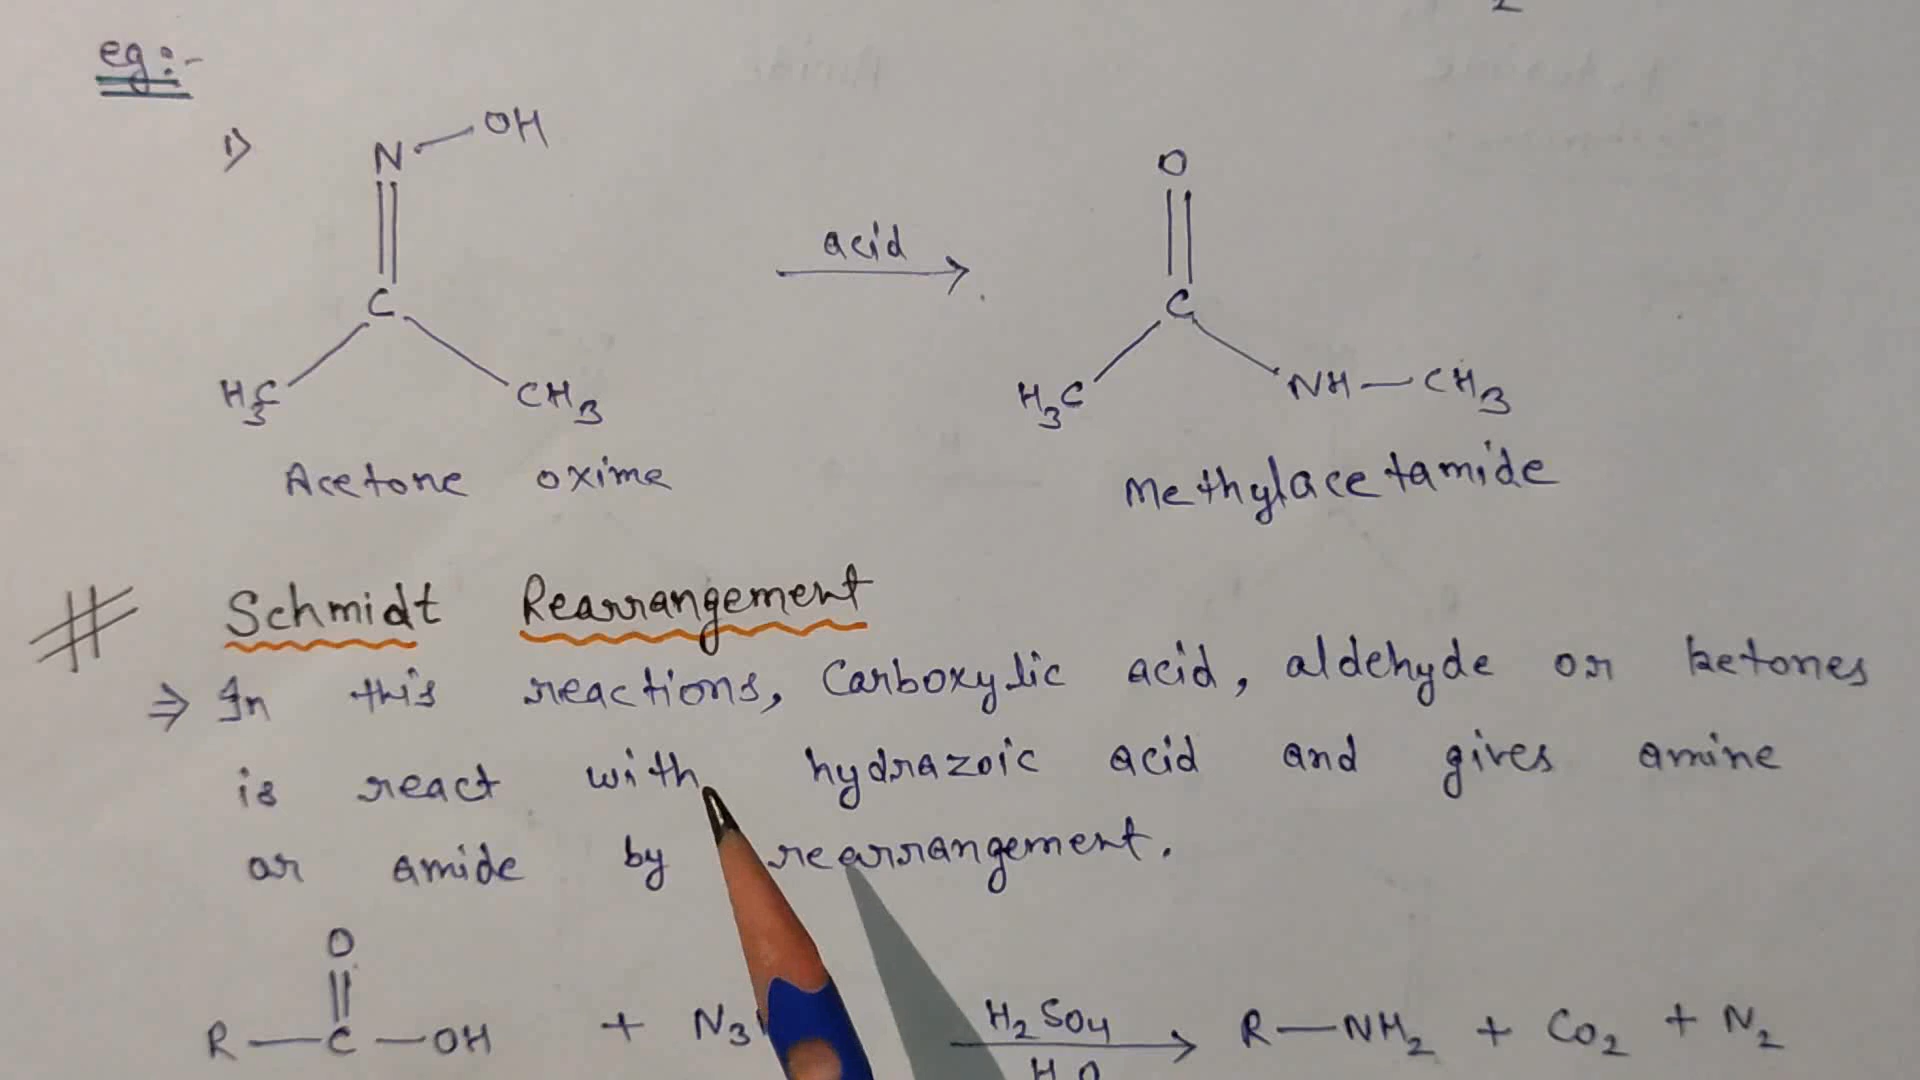 eg:-
1)
N-OH
O
acid
C
C
H3C
CH3
H3C
NH-CH3
Acetone oxime
Methylacetamide
# Schmidt Rearrangement
⇒ In this reactions, Carboxylic acid, aldehyde or ketones
is react with hydrazoic acid and gives amine
or amide by rearrangement.
O
R-C-OH + N3 H2SO4 → R-NH2 + CO2 + N2